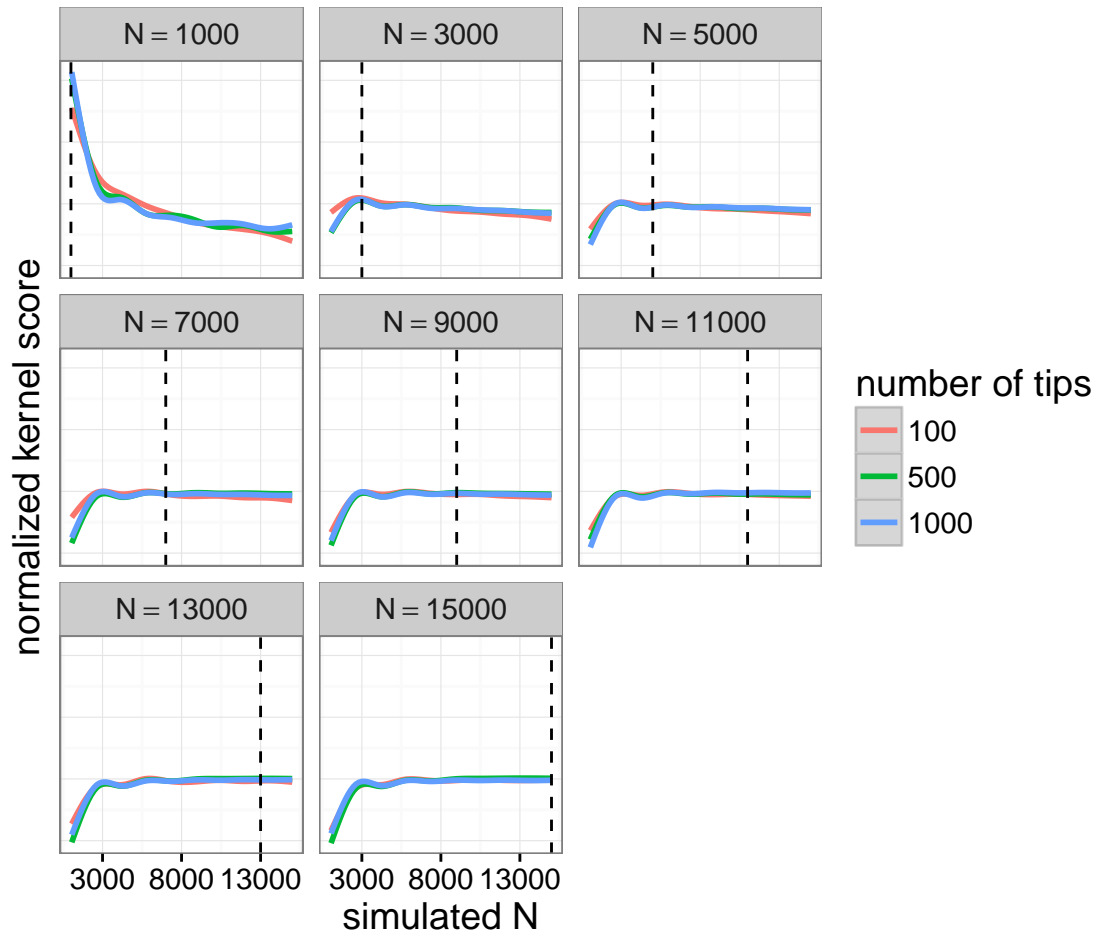 N = 1000
N = 3000
N = 5000
N = 7000
N = 9000
N = 11000
N = 13000
N = 15000
normalized kernel score
3000 8000 13000
3000 8000 13000
simulated N
number of tips
100
500
1000